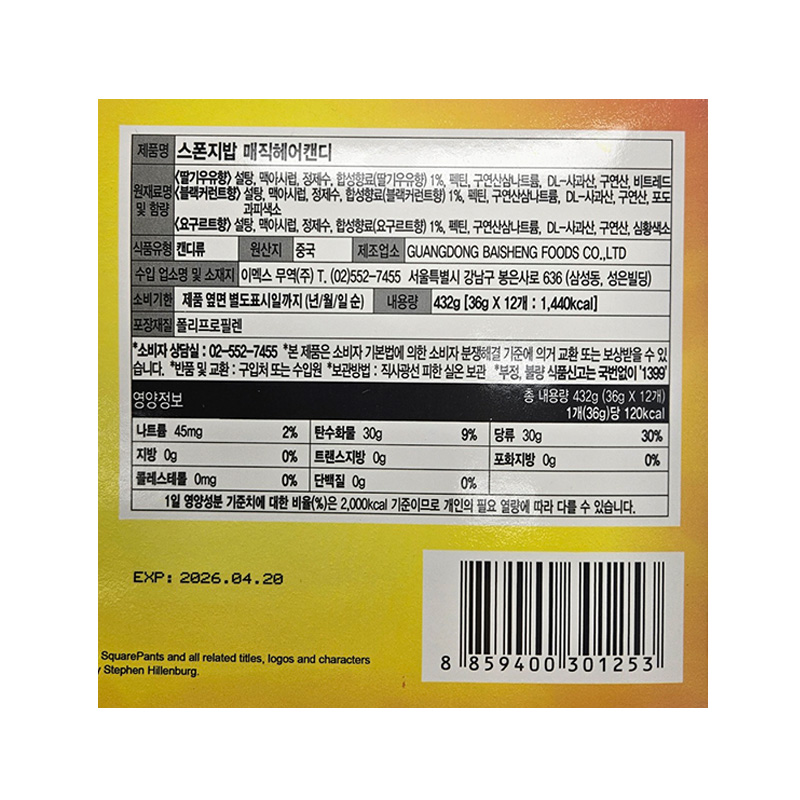 제품명 스폰지밥 매직헤어캔디
원재료명 및 함량
〈딸기우유향〉 설탕, 맥아시럽, 정제수, 합성향료(딸기우유향) 1%, 펙틴, 구연산삼나트륨, DL-사과산, 구연산, 비트레드
〈블랙커런트향〉 설탕, 맥아시럽, 정제수, 합성향료(블랙커런트향) 1%, 펙틴, 구연산삼나트륨, DL-사과산, 구연산, 포도
과피색소
〈요구르트향〉 설탕, 맥아시럽, 정제수, 합성향료(요구르트향) 1%, 펙틴, 구연산삼나트륨, DL-사과산, 구연산, 심황색소
식품유형 캔디류 원산지 중국 제조업소 GUANGDONG BAISHENG FOODS CO.,LTD
수입 업소명 및 소재지 이멕스 무역(주) T. (02)552-7455 서울특별시 강남구 봉은사로 636 (삼성동, 성은빌딩)
소비기한 제품 옆면 별도표시일까지 (년/월/일 순) 내용량 432g [36g X 12개 : 1,440kcal]
포장재질 폴리프로필렌
*소비자 상담실 : 02-552-7455 *본 제품은 소비자 기본법에 의한 소비자 분쟁해결 기준에 의거 교환 또는 보상받을 수 있
습니다. *반품 및 교환 : 구입처 또는 수입원 *보관방법 : 직사광선 피한 실온 보관 *부정, 불량 식품신고는 국번없이 '1399'
영양정보 총 내용량 432g (36g X 12개)
1개(36g)당 120kcal
나트륨 45mg 2% 탄수화물 30g 9% 당류 30g 30%
지방 0g 0% 트랜스지방 0g 포화지방 0g 0%
콜레스테롤 0mg 0% 단백질 0g 0%
1일 영양성분 기준치에 대한 비율(%)은 2,000kcal 기준이므로 개인의 필요 열량에 따라 다를 수 있습니다.
EXP: 2026.04.20
SquarePants and all related titles, logos and characters
y Stephen Hillenburg.
8 859400 301253